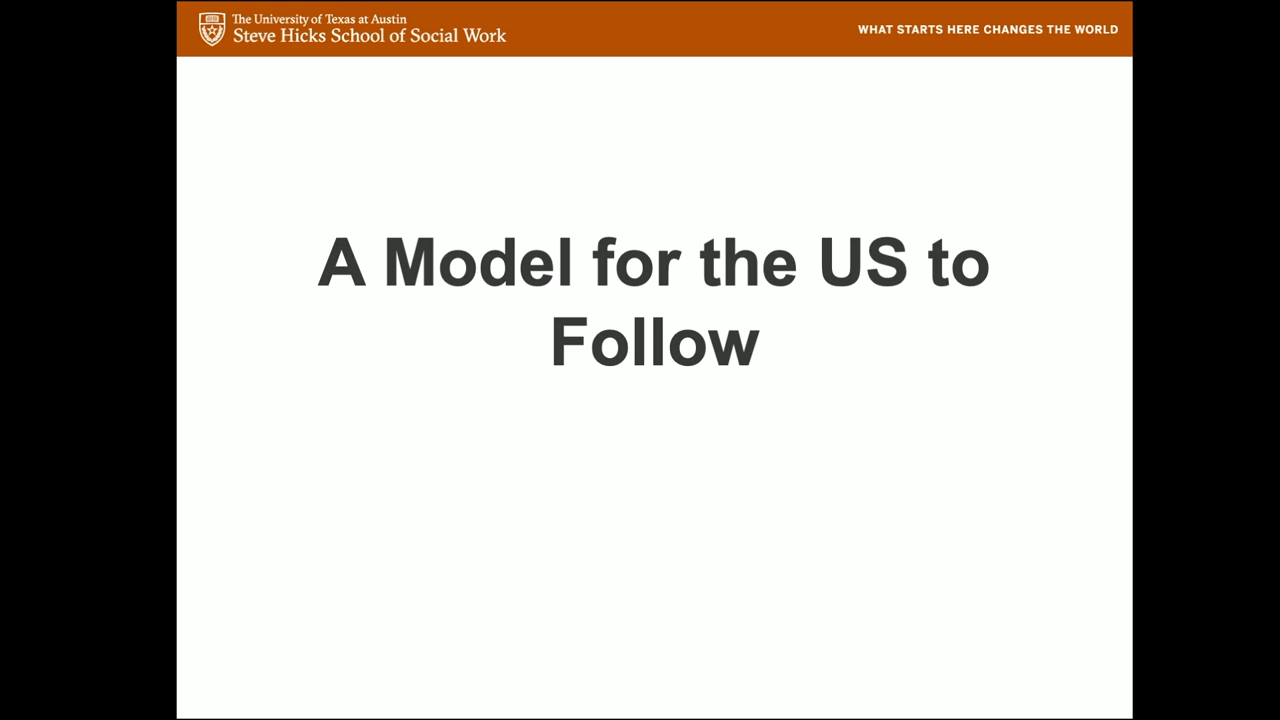 The University of Texas at Austin
Steve Hicks School of Social Work
WHAT STARTS HERE CHANGES THE WORLD
A Model for the US to
Follow